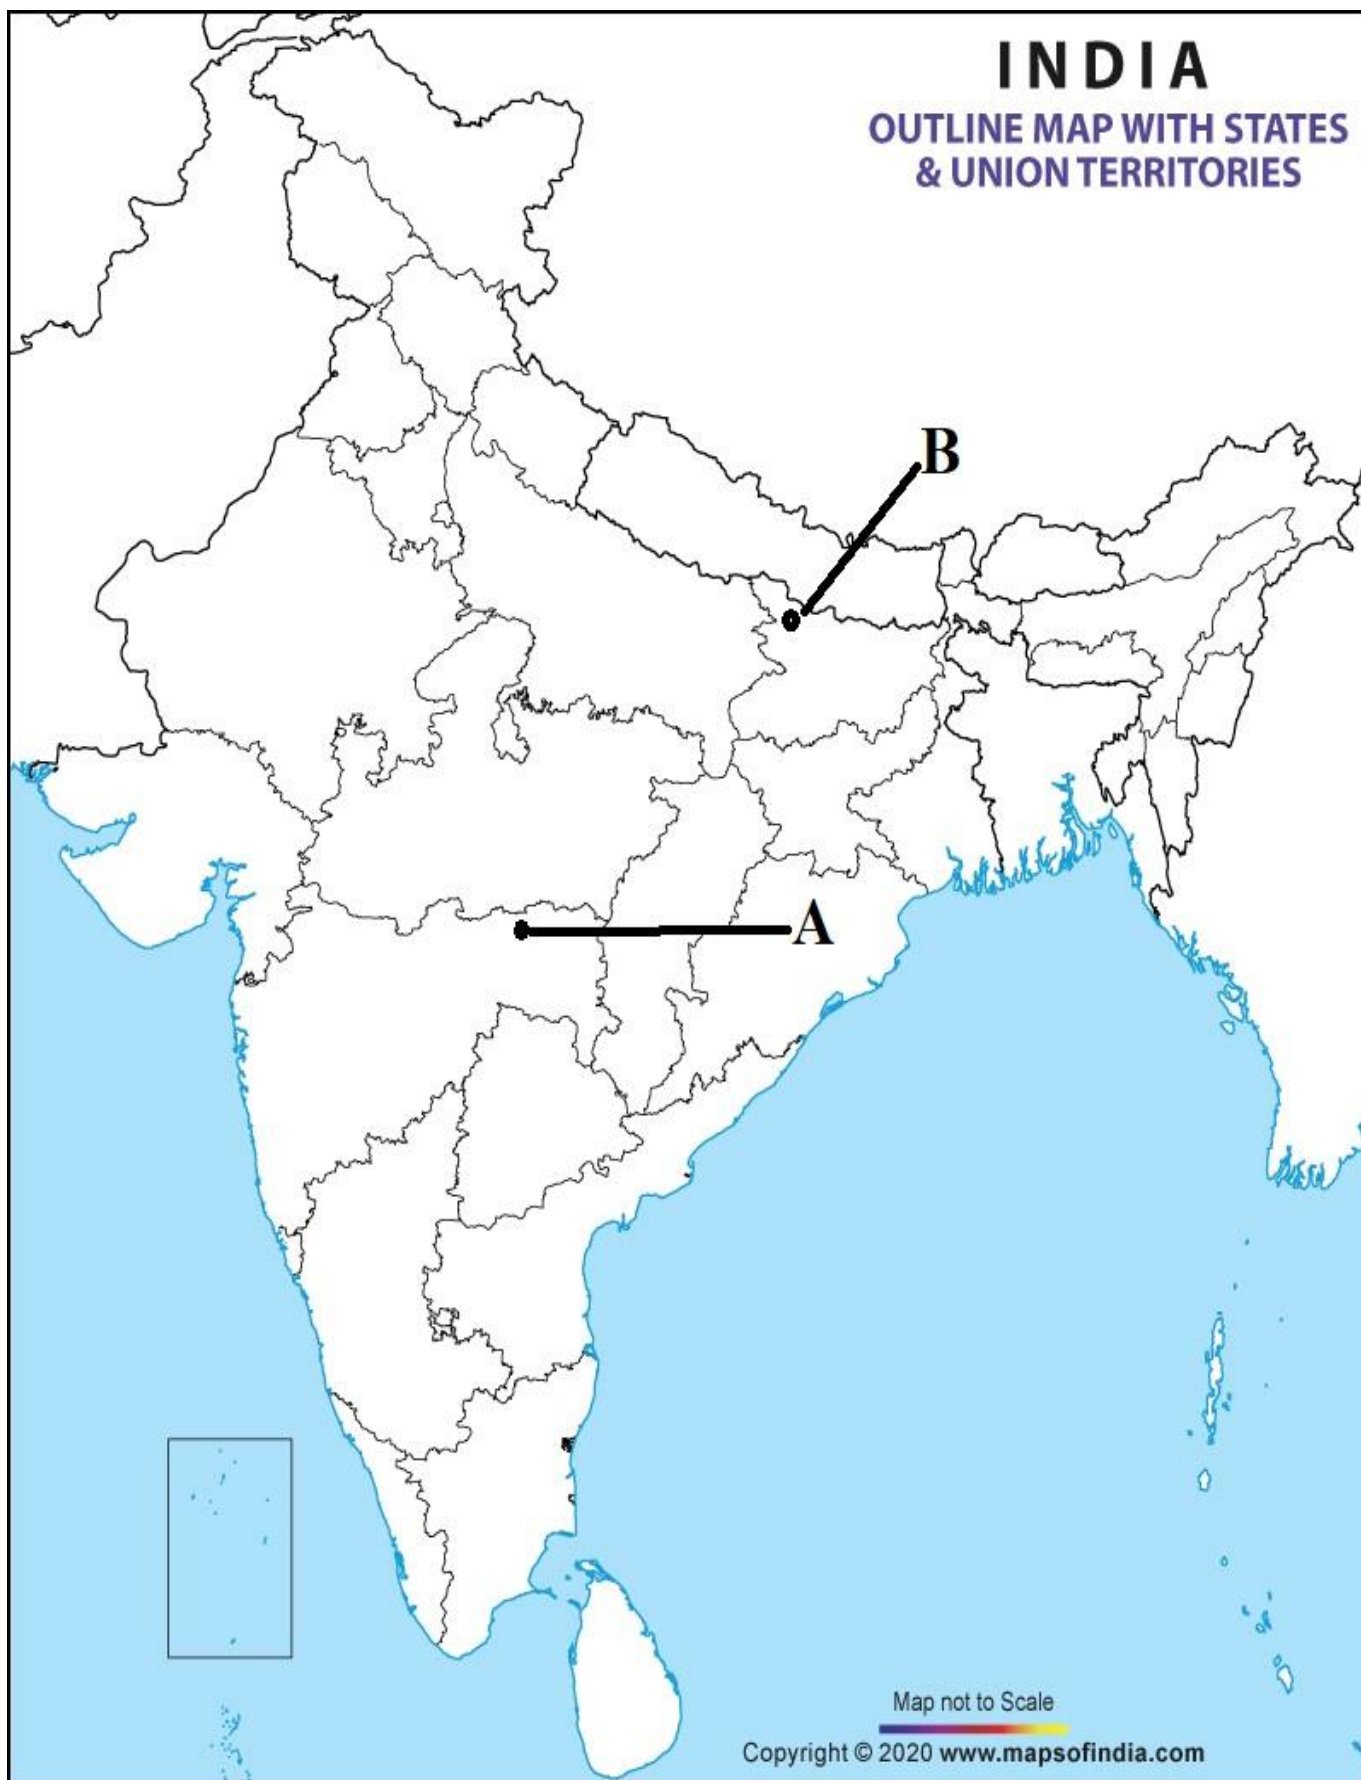 INDIA
OUTLINE MAP WITH STATES
& UNION TERRITORIES
B
A
Map not to Scale
Copyright © 2020 www.mapsofindia.com